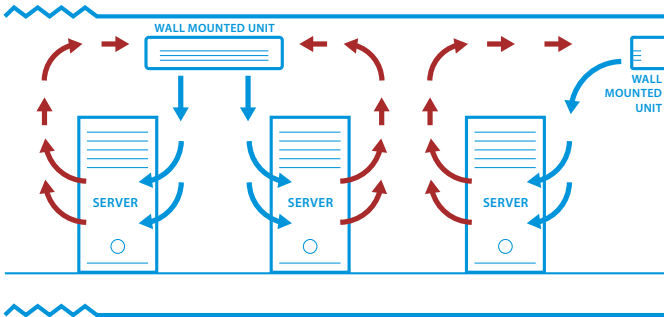 WALL MOUNTED UNIT
WALL
MOUNTED
UNIT
SERVER
SERVER
SERVER